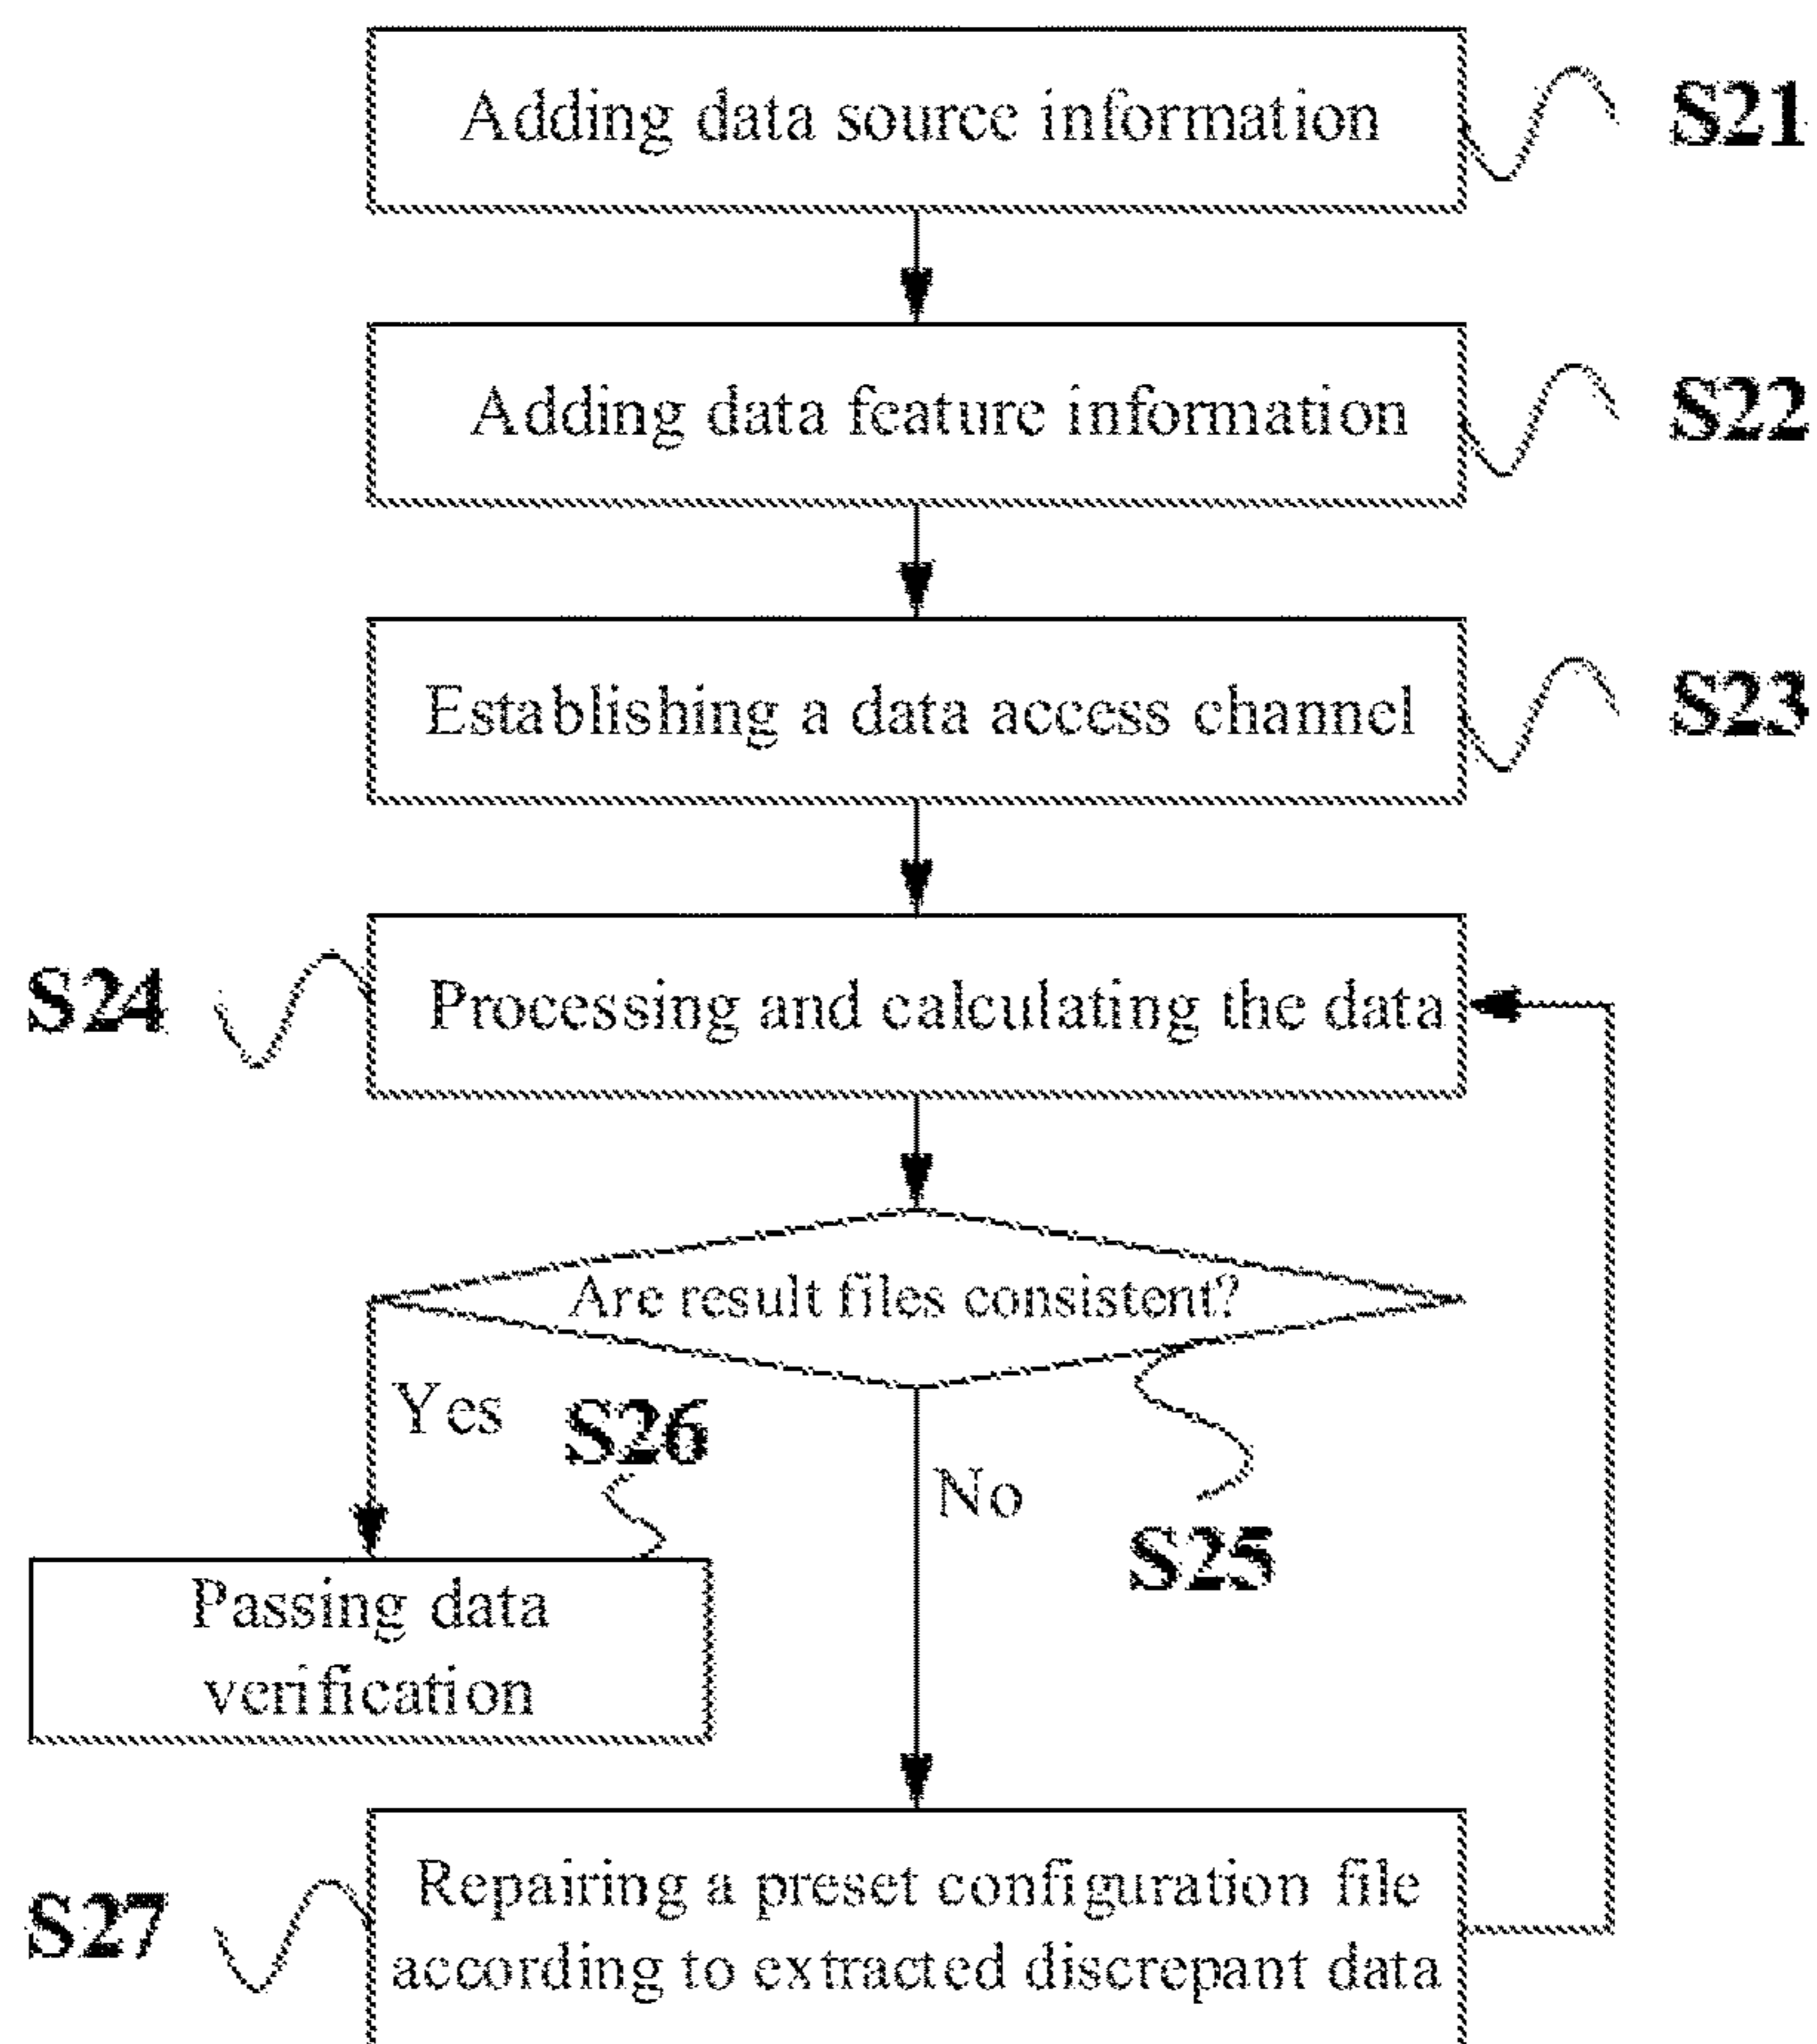 Adding data source information
S21
Adding data feature information
S22
Establishing a data access channel
S23
S24
Processing and calculating the data
Are result files consistent?
Yes
S26
No
S25
Passing data
verification
S27
Repairing a preset configuration file
according to extracted discrepant data